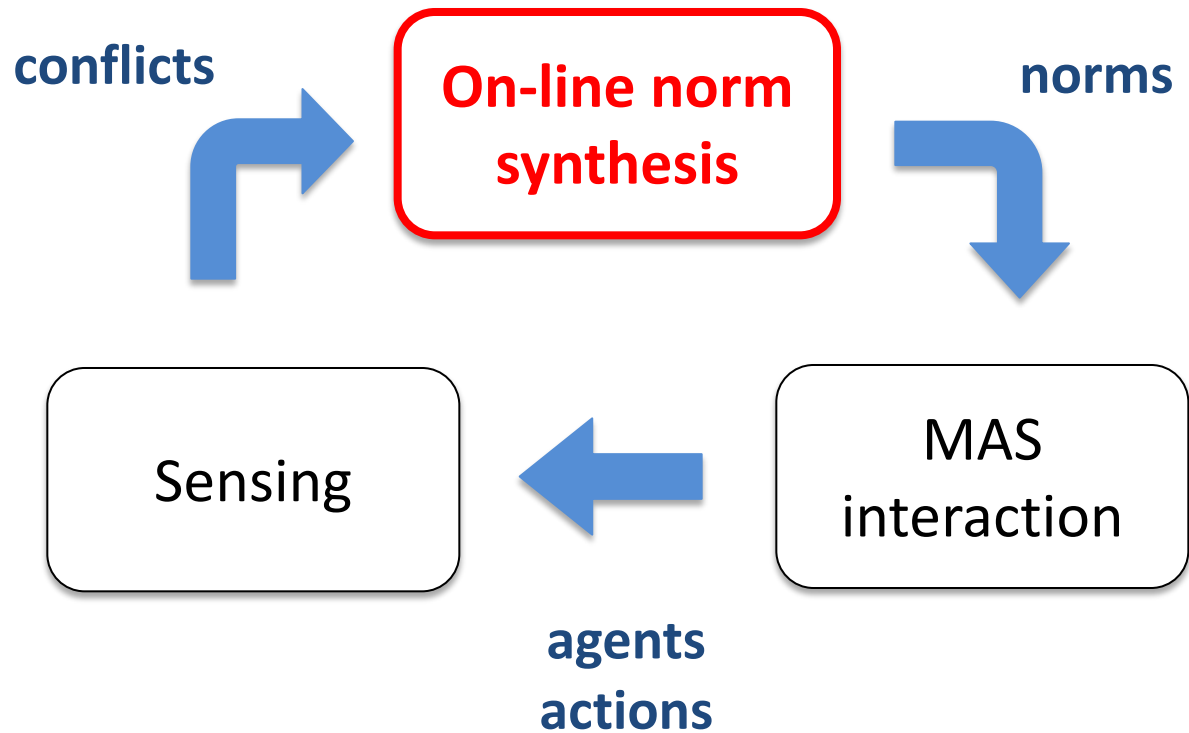 conflicts
On-line norm
synthesis
norms
Sensing
MAS
interaction
agents
actions